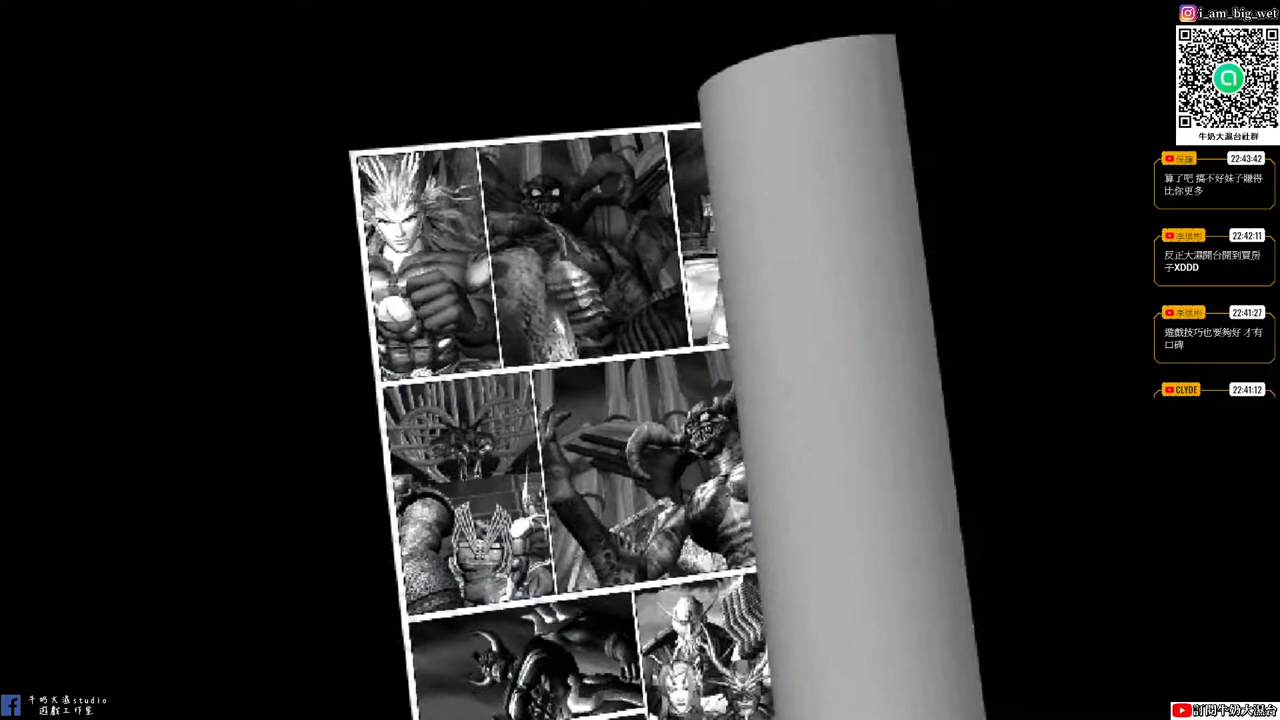 i_am_big_wet
牛奶大濕台社群
22:43:42
算了吧 搞不好妹子賺得
比你更多
李俊彬 22:42:11
反正大濕開台開到買房
子XDDD
李俊彬 22:41:27
遊戲技巧也要夠好 才有
口碑
CLYDE 22:41:12
牛奶大濕studio
遊戲工作室
訂閱牛奶大濕台